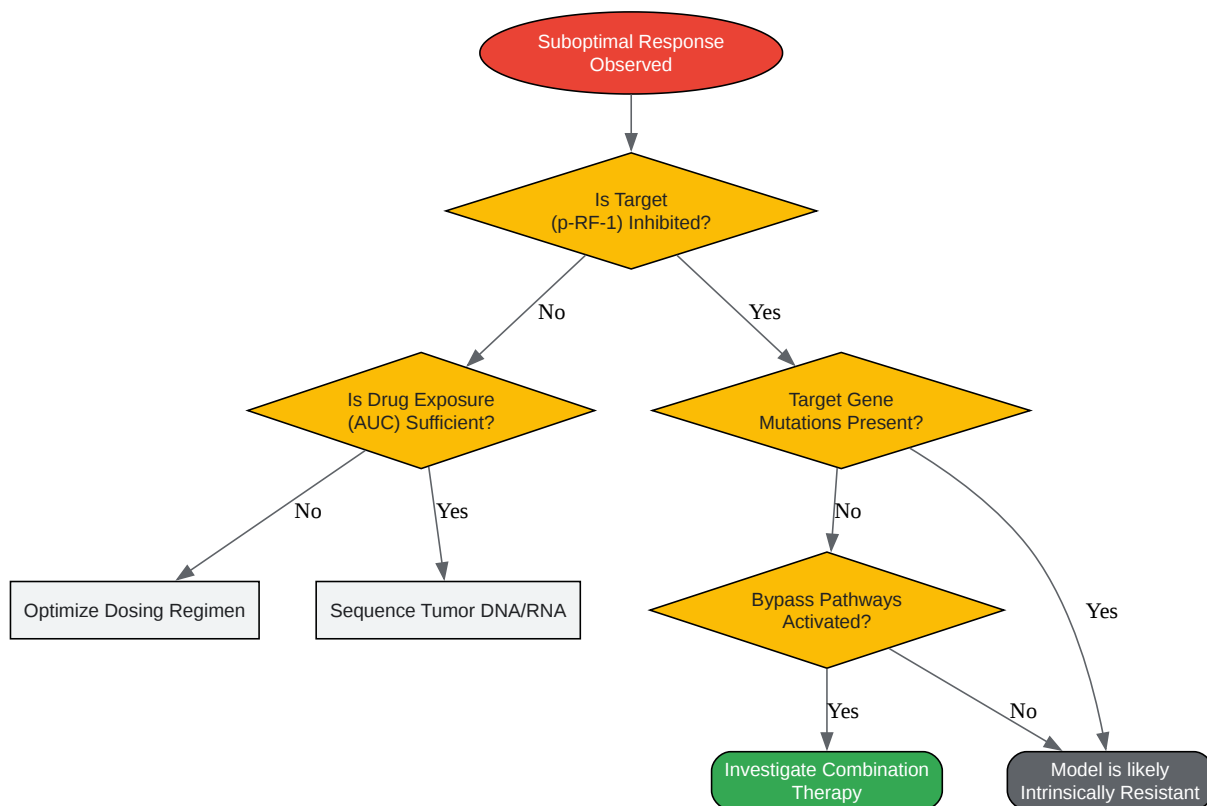 Suboptimal Response
Observed
Is Target
(p-RF-1) Inhibited?
No
Yes
Is Drug Exposure
(AUC) Sufficient?
Target Gene
Mutations Present?
No
Yes
No
Optimize Dosing Regimen
Sequence Tumor DNA/RNA
Bypass Pathways
Activated?
Yes
Yes
No
Investigate Combination
Therapy
Model is likely
Intrinsically Resistant